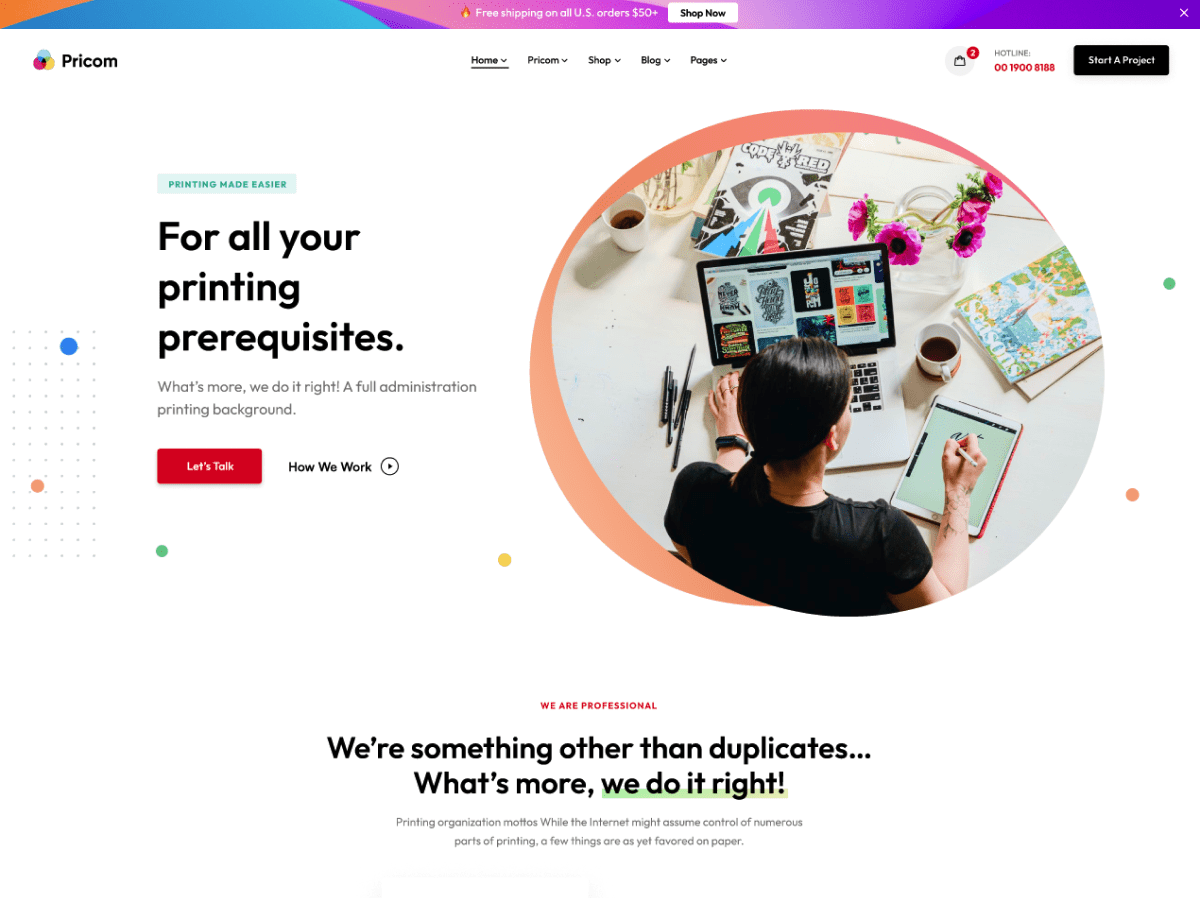 🔥 Free shipping on all U.S. orders $50+ Shop Now
Pricom
Home Pricom Shop Blog Pages
2
HOTLINE:
00 1900 8188
Start A Project
PRINTING MADE EASIER
For all your
printing
prerequisites.
What's more, we do it right! A full administration
printing background.
Let's Talk
How We Work
CODE RED
WE ARE PROFESSIONAL
We're something other than duplicates...
What's more, we do it right!
Printing organization mottos While the Internet might assume control of numerous
parts of printing, a few things are as yet favored on paper.